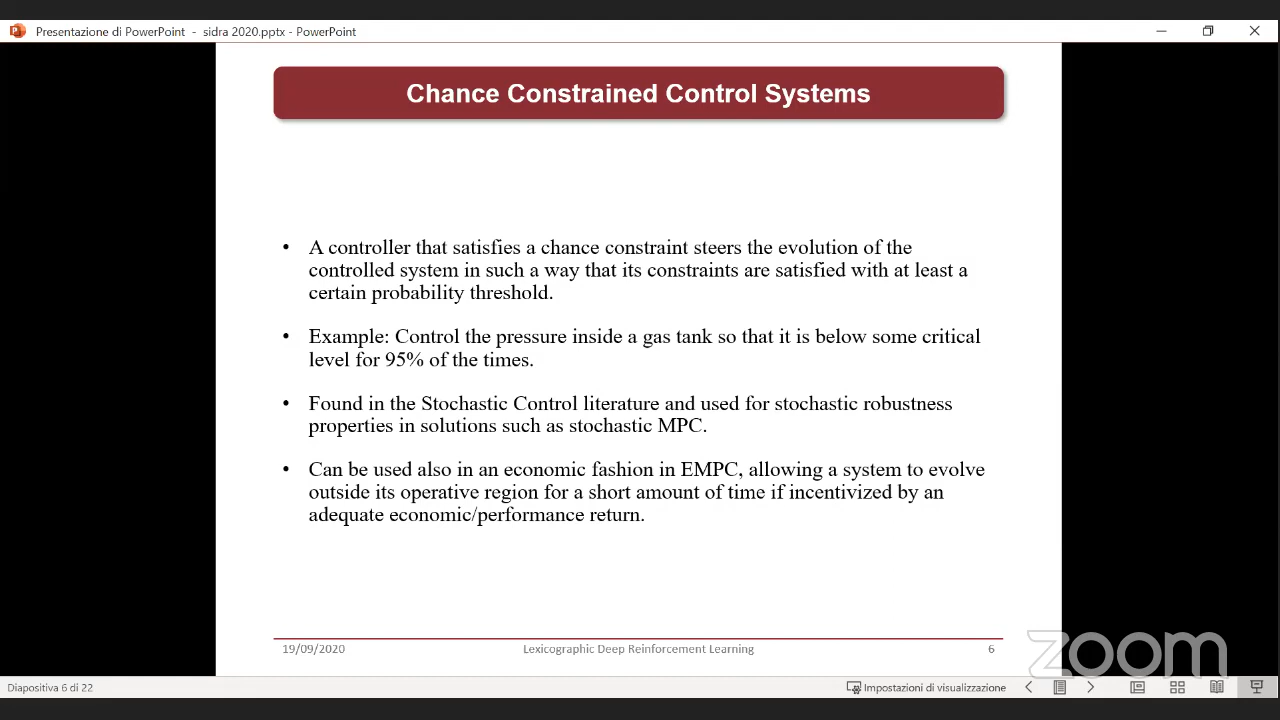 Presentazione di PowerPoint - sidra 2020.pptx - PowerPoint
Chance Constrained Control Systems
• A controller that satisfies a chance constraint steers the evolution of the
controlled system in such a way that its constraints are satisfied with at least a
certain probability threshold.
• Example: Control the pressure inside a gas tank so that it is below some critical
level for 95% of the times.
• Found in the Stochastic Control literature and used for stochastic robustness
properties in solutions such as stochastic MPC.
• Can be used also in an economic fashion in EMPC, allowing a system to evolve
outside its operative region for a short amount of time if incentivized by an
adequate economic/performance return.
19/09/2020 Lexicographic Deep Reinforcement Learning 6
zoom
Diapositiva 6 di 22 Impostazioni di visualizzazione